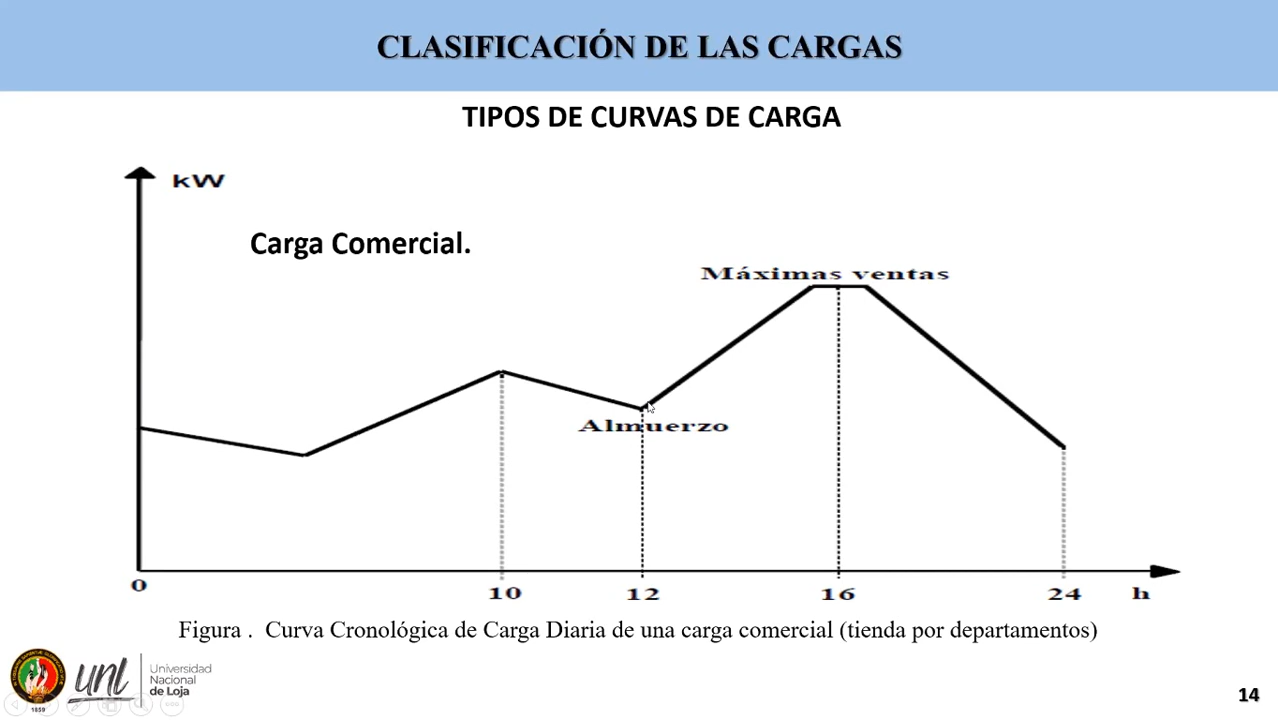 CLASIFICACIÓN DE LAS CARGAS
TIPOS DE CURVAS DE CARGA
kW
Carga Comercial.
Máximas ventas
Almuerzo
0 10 12 16 24 h
Figura . Curva Cronológica de Carga Diaria de una carga comercial (tienda por departamentos)
unl
Universidad
Nacional
de Loja
1859
14